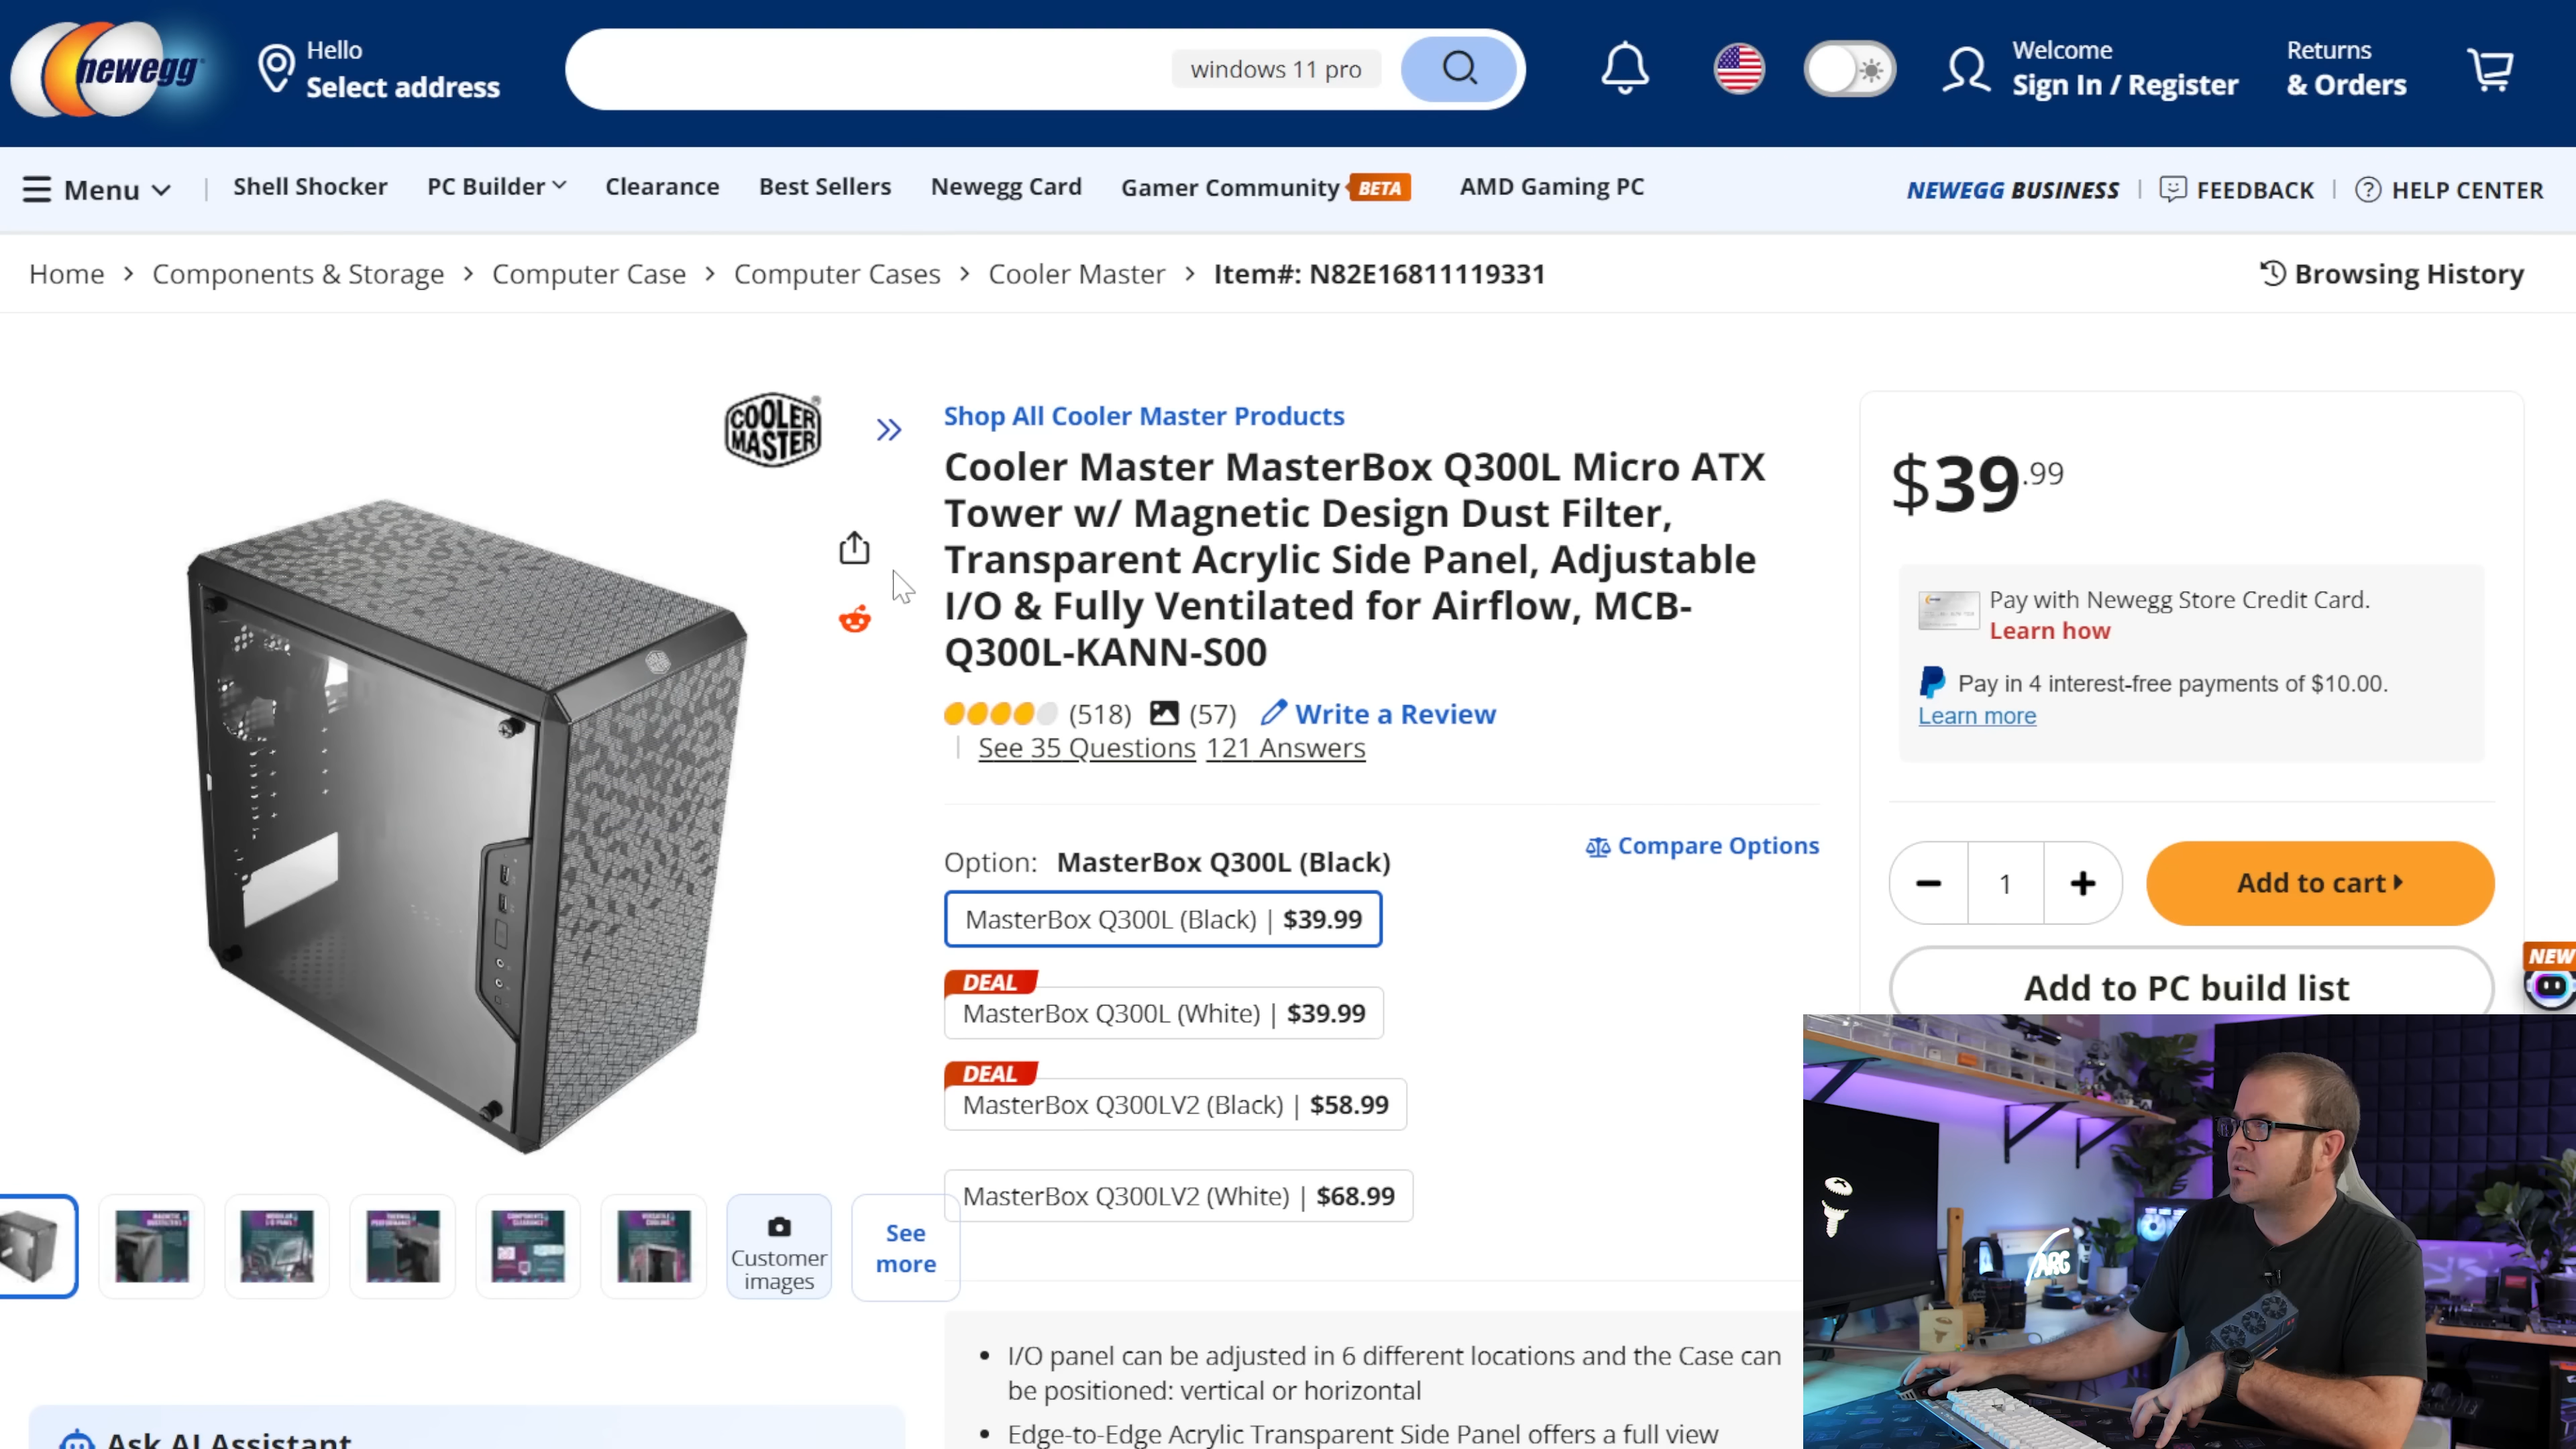 newegg
Hello
Select address
windows 11 pro
Welcome
Sign In / Register
Returns
& Orders
Menu
Shell Shocker
PC Builder
Clearance
Best Sellers
Newegg Card
Gamer Community BETA
AMD Gaming PC
NEWEGG BUSINESS
FEEDBACK
HELP CENTER
Home > Components & Storage > Computer Case > Computer Cases > Cooler Master > Item#: N82E16811119331
Browsing History
COOLER
MASTER
Shop All Cooler Master Products
Cooler Master MasterBox Q300L Micro ATX
Tower w/ Magnetic Design Dust Filter,
Transparent Acrylic Side Panel, Adjustable
I/O & Fully Ventilated for Airflow, MCB-
Q300L-KANN-S00
(518) (57) Write a Review
See 35 Questions 121 Answers
Compare Options
Option: MasterBox Q300L (Black)
MasterBox Q300L (Black) | $39.99
DEAL
MasterBox Q300L (White) | $39.99
DEAL
MasterBox Q300LV2 (Black) | $58.99
MasterBox Q300LV2 (White) | $68.99
Customer
images
See
more
I/O panel can be adjusted in 6 different locations and the Case can
be positioned: vertical or horizontal
Edge-to-Edge Acrylic Transparent Side Panel offers a full view
Ask AI Assistant
$39.99
Pay with Newegg Store Credit Card.
Learn how
Pay in 4 interest-free payments of $10.00.
Learn more
1
Add to cart
Add to PC build list
NEW
ARG